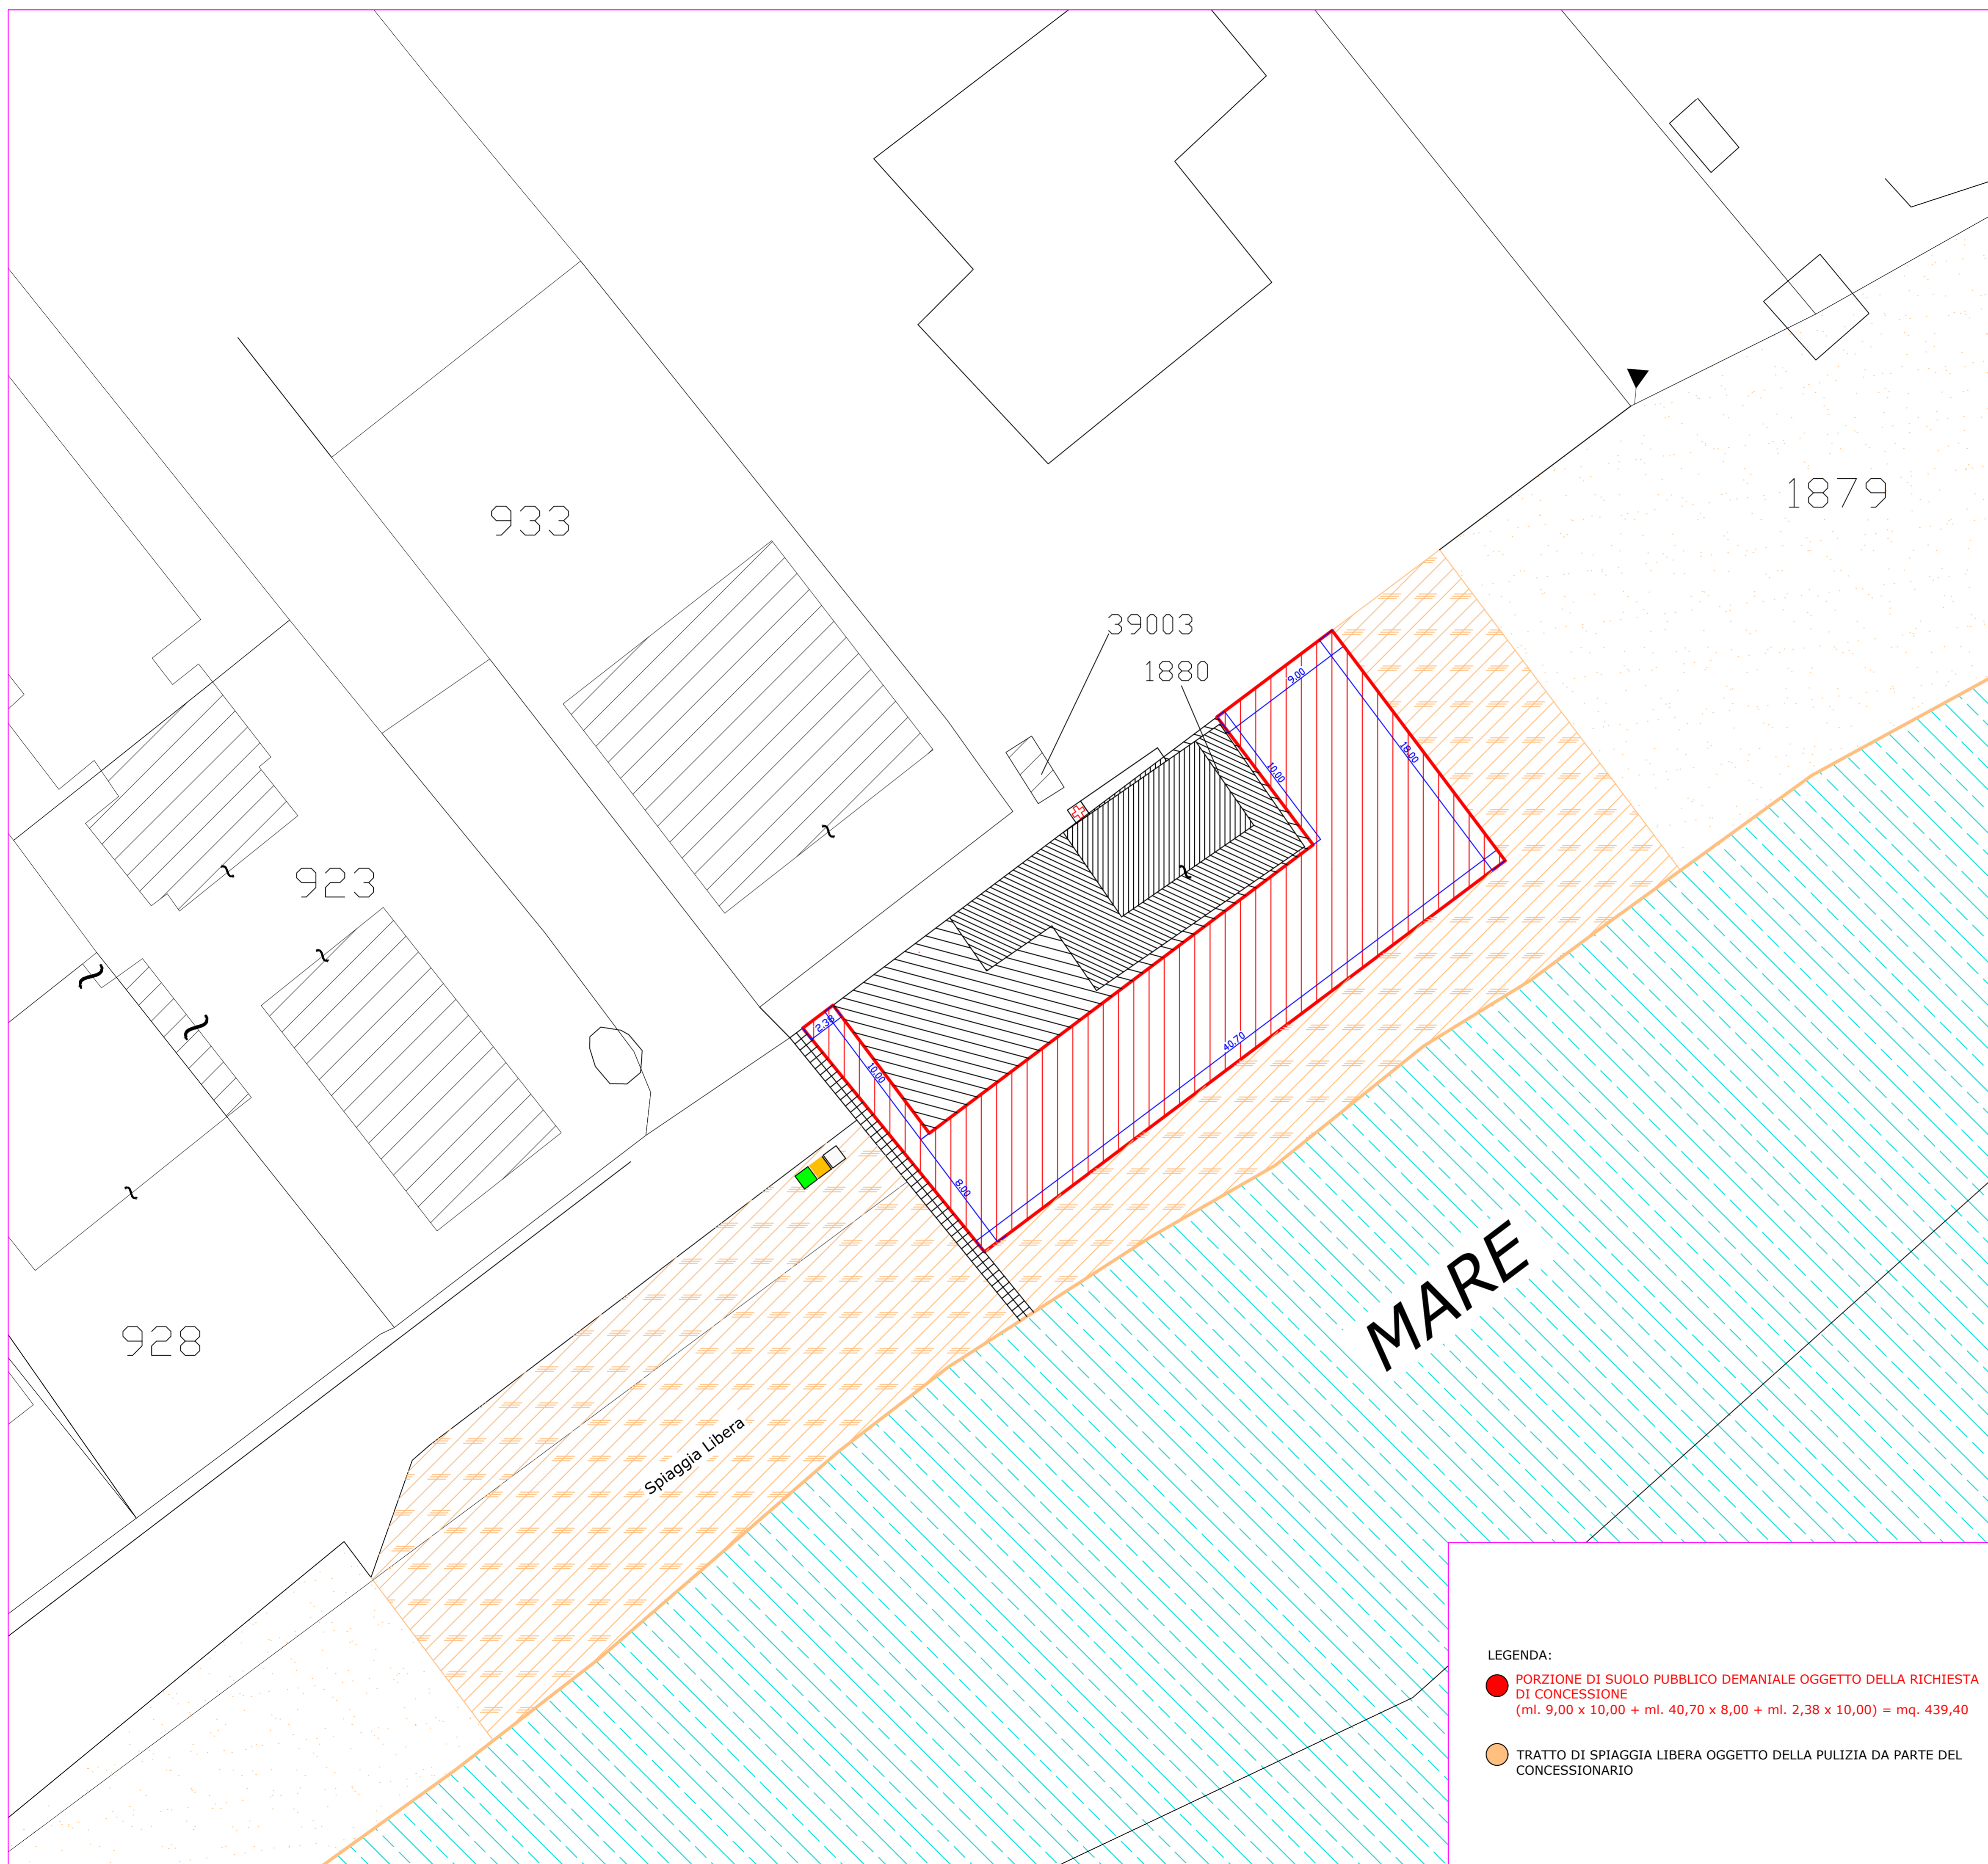 933
1879
39003
1880
9.00
18.00
10.00
923
2.38
10.00
40.70
8.00
928
MARE
Spiaggia Libera
LEGENDA:
PORZIONE DI SUOLO PUBBLICO DEMANIALE OGGETTO DELLA RICHIESTA
DI CONCESSIONE
(ml. 9,00 x 10,00 + ml. 40,70 x 8,00 + ml. 2,38 x 10,00) = mq. 439,40
TRATTO DI SPIAGGIA LIBERA OGGETTO DELLA PULIZIA DA PARTE DEL
CONCESSIONARIO